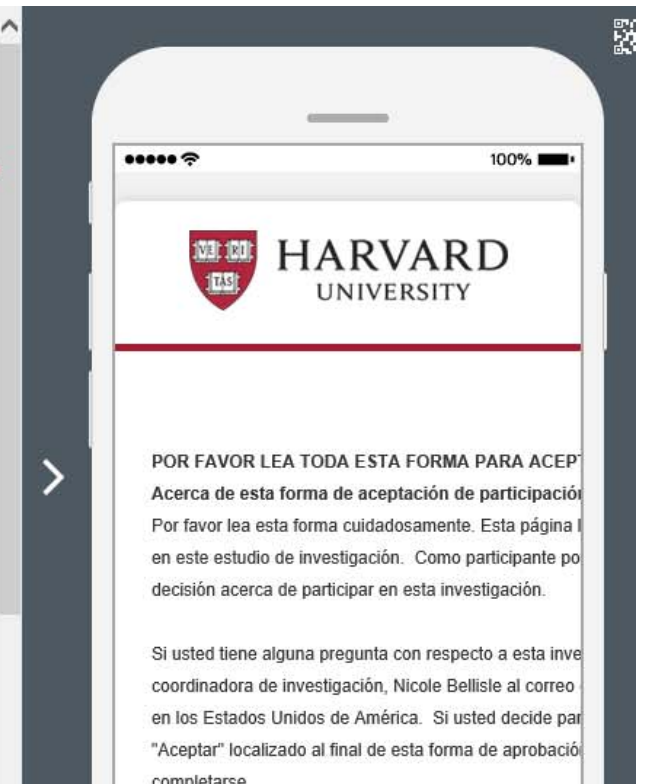 100%
VE RI
TAS
HARVARD
UNIVERSITY
POR FAVOR LEA TODA ESTA FORMA PARA ACEP
Acerca de esta forma de aceptación de participació
Por favor lea esta forma cuidadosamente. Esta página
en este estudio de investigación. Como participante po
decisión acerca de participar en esta investigación.
Si usted tiene alguna pregunta con respecto a esta inve
coordinadora de investigación, Nicole Bellisle al correo
en los Estados Unidos de América. Si usted decide par
"Aceptar" localizado al final de esta forma de aprobació
completarse